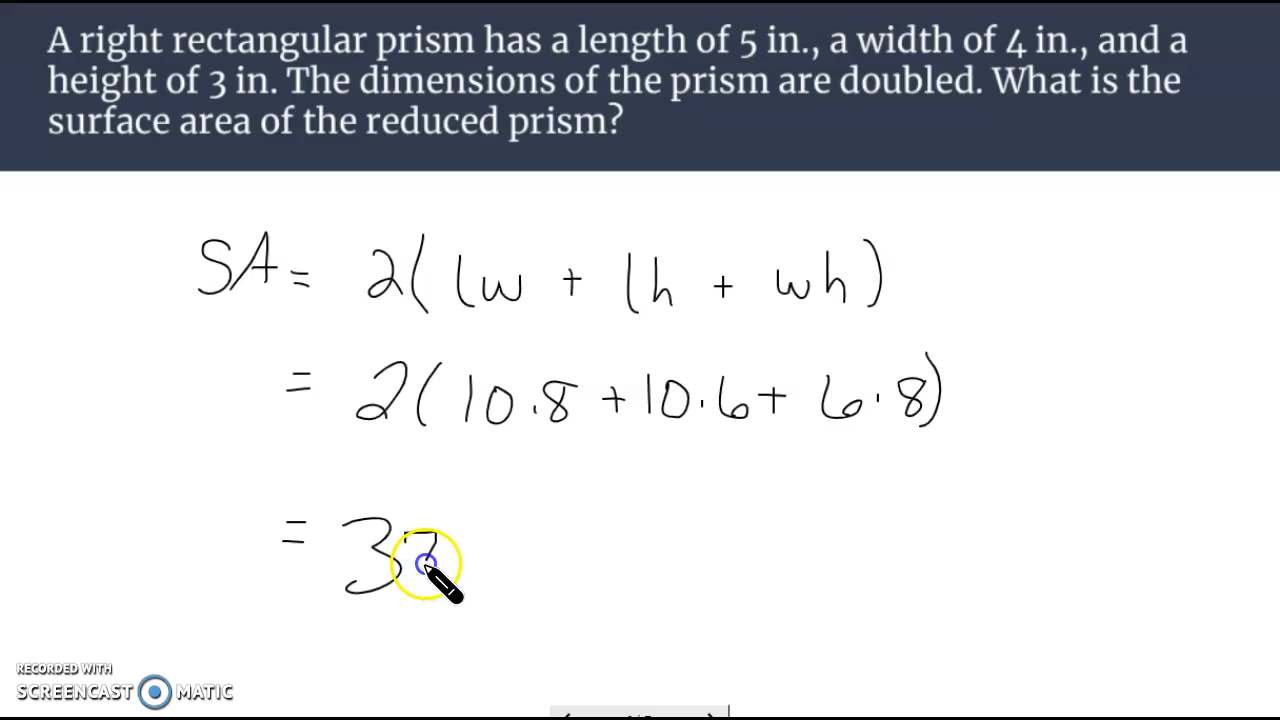 A right rectangular prism has a length of 5 in., a width of 4 in., and a
height of 3 in. The dimensions of the prism are doubled. What is the
surface area of the reduced prism?
SA = 2(lw + lh + wh)
= 2(10.8 + 10.6 + 6.8)
= 37
RECORDED WITH
SCREENCAST MATIC